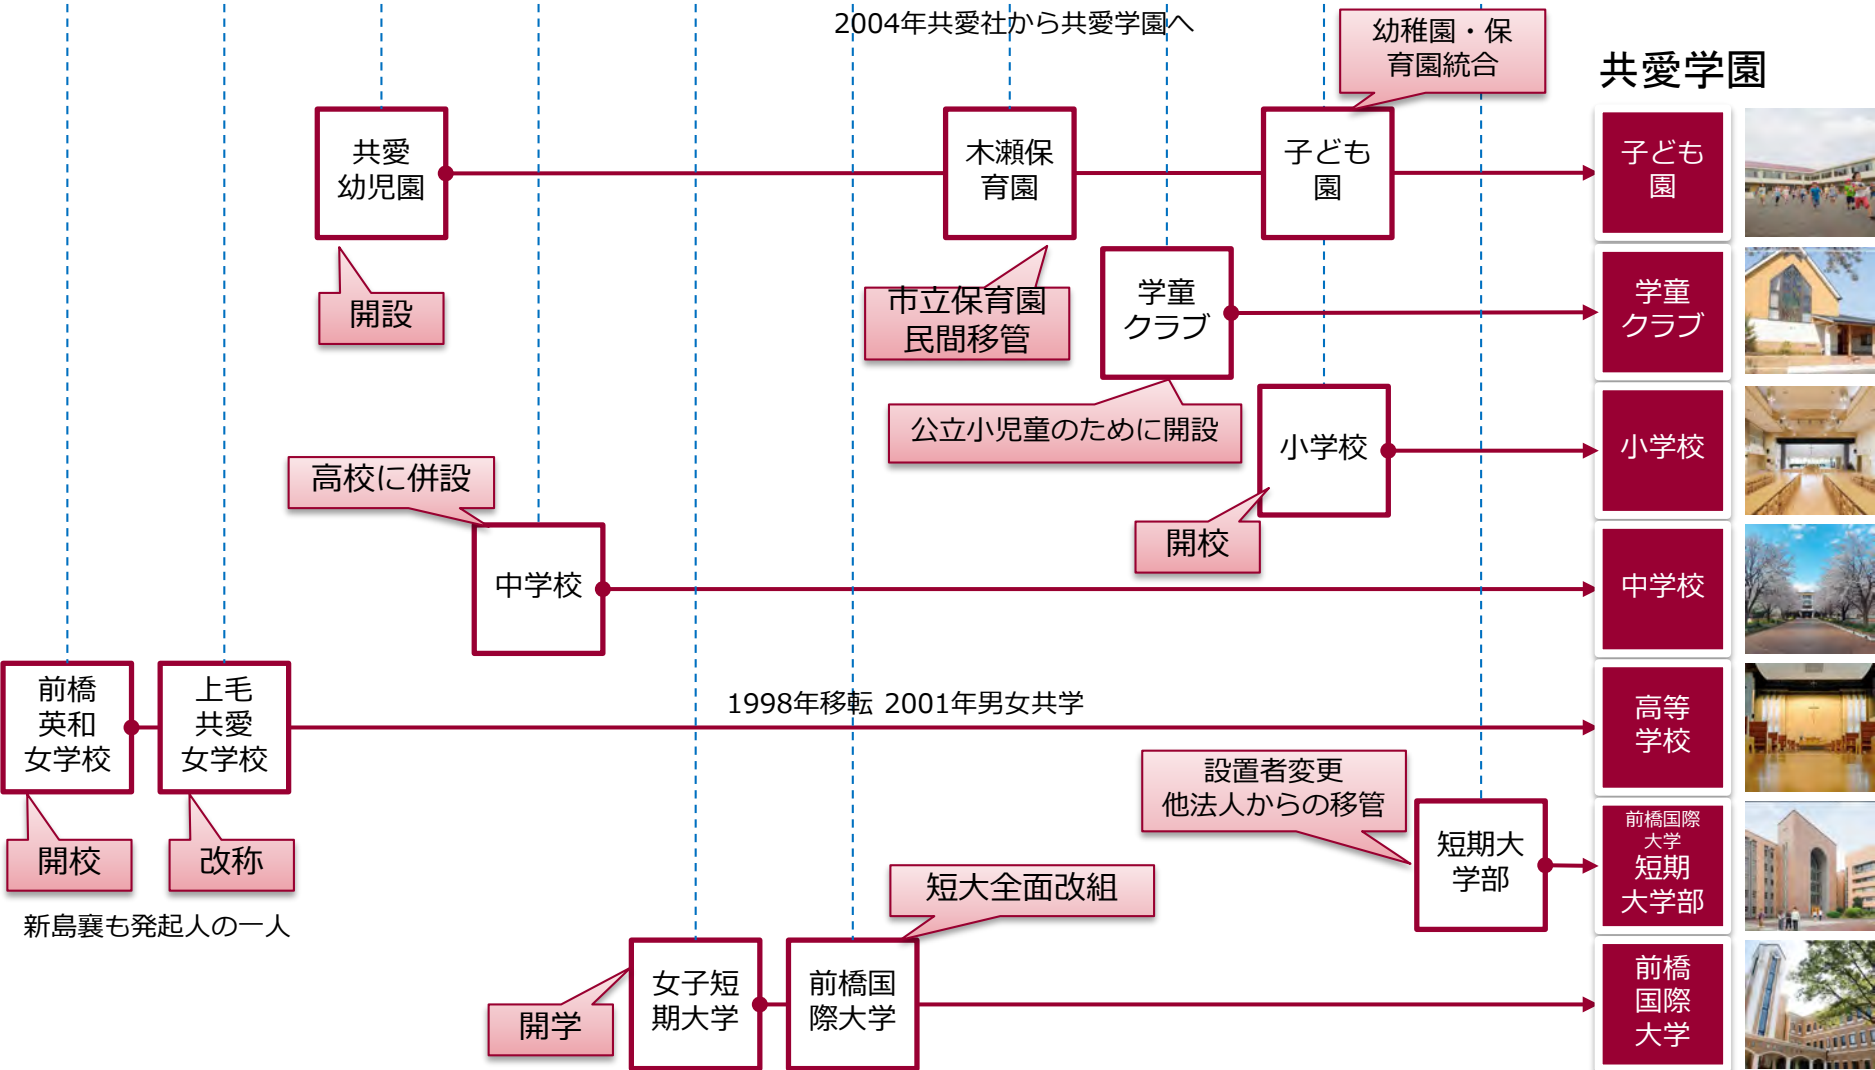 2004年共愛社から共愛学園へ
幼稚園・保
育園統合
共愛学園
共愛
幼児園
木瀬保
育園
子ども
園
子ども
園
開設
市立保育園
民間移管
学童
クラブ
学童
クラブ
公立小児童のために開設
小学校
小学校
高校に併設
開校
中学校
中学校
前橋
英和
女学校
上毛
共愛
女学校
1998年移転 2001年男女共学
高等
学校
開校
改称
新島襄も発起人の一人
設置者変更
他法人からの移管
短期大
学部
前橋国際
大学
短期
大学部
短大全面改組
開学
女子短
期大学
前橋国
際大学
前橋
国際
大学